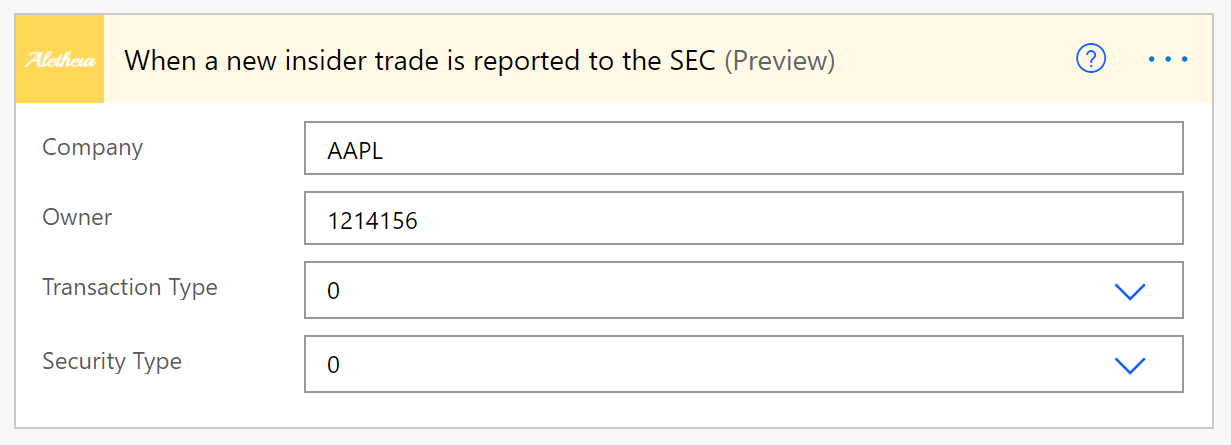 Aletheia
When a new insider trade is reported to the SEC (Preview)
?
Company
AAPL
Owner
1214156
Transaction Type
0
Security Type
0